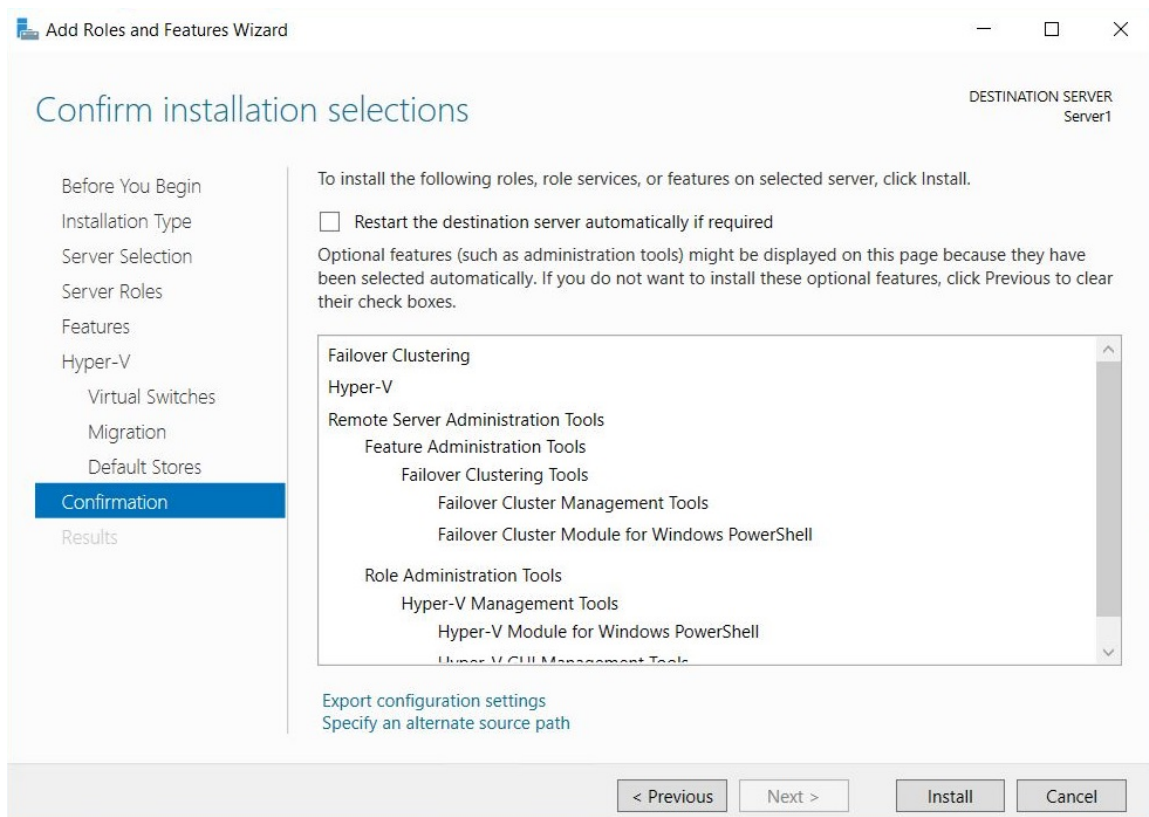 Add Roles and Features Wizard
Confirm installation selections
DESTINATION SERVER
Server1
Before You Begin
Installation Type
Server Selection
Server Roles
Features
Hyper-V
Virtual Switches
Migration
Default Stores
Confirmation
Results
To install the following roles, role services, or features on selected server, click Install.
Restart the destination server automatically if required
Optional features (such as administration tools) might be displayed on this page because they have
been selected automatically. If you do not want to install these optional features, click Previous to clear
their check boxes.
Failover Clustering
Hyper-V
Remote Server Administration Tools
Feature Administration Tools
Failover Clustering Tools
Failover Cluster Management Tools
Failover Cluster Module for Windows PowerShell
Role Administration Tools
Hyper-V Management Tools
Hyper-V Module for Windows PowerShell
Hyper-V GUI Management Tools
Export configuration settings
Specify an alternate source path
< Previous
Next >
Install
Cancel